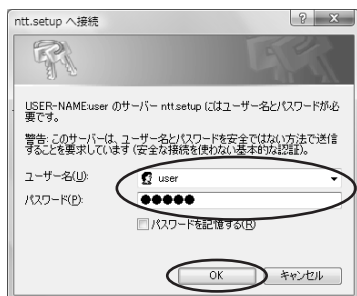 ntt.setup へ接続
USER-NAME:user のサーバー ntt.setup にはユーザー名とパスワードが必
要です。
警告: このサーバーは、ユーザー名とパスワードを安全ではない方法で送信
することを要求しています (安全な接続を使わない基本的な認証)。
ユーザー名(U):
user
パスワード(P):
●●●●●
パスワードを記憶する(R)
OK
キャンセル